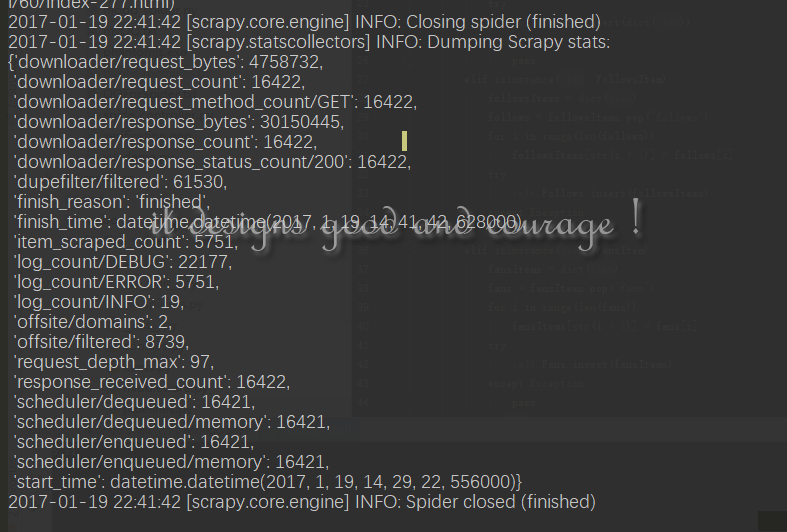 1/60/index-277.html)
2017-01-19 22:41:42 [scrapy.core.engine] INFO: Closing spider (finished)
2017-01-19 22:41:42 [scrapy.statscollectors] INFO: Dumping Scrapy stats:
{'downloader/request_bytes': 4758732,
'downloader/request_count': 16422,
'downloader/request_method_count/GET': 16422,
'downloader/response_bytes': 30150445,
'downloader/response_count': 16422,
'downloader/response_status_count/200': 16422,
'dupefilter/filtered': 61530,
'finish_reason': 'finished',
'finish_time': datetime.datetime(2017, 1, 19, 14, 41, 42, 628000),
it designs good and courage !
'item_scraped_count': 5751,
'log_count/DEBUG': 22177,
'log_count/ERROR': 5751,
'log_count/INFO': 19,
'offsite/domains': 2,
'offsite/filtered': 8739,
'request_depth_max': 97,
'response_received_count': 16422,
'scheduler/dequeued': 16421,
'scheduler/dequeued/memory': 16421,
'scheduler/enqueued': 16421,
'scheduler/enqueued/memory': 16421,
'start_time': datetime.datetime(2017, 1, 19, 14, 29, 22, 556000)}
2017-01-19 22:41:42 [scrapy.core.engine] INFO: Spider closed (finished)